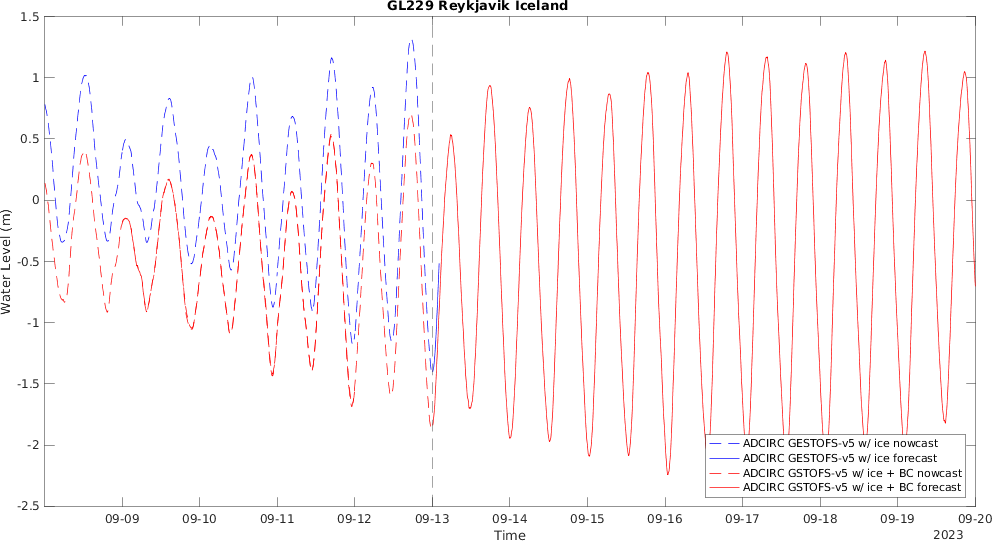 GL229 Reykjavik Iceland
1.5
1
0.5
0
-0.5
-1
-1.5
-2
-2.5
Water Level (m)
ADCIRC GESTOFS-v5 w/ ice nowcast
ADCIRC GESTOFS-v5 w/ ice forecast
ADCIRC GSTOFS-v5 w/ ice + BC nowcast
ADCIRC GSTOFS-v5 w/ ice + BC forecast
09-09 09-10 09-11 09-12 09-13 09-14 09-15 09-16 09-17 09-18 09-19 09-20
Time
2023